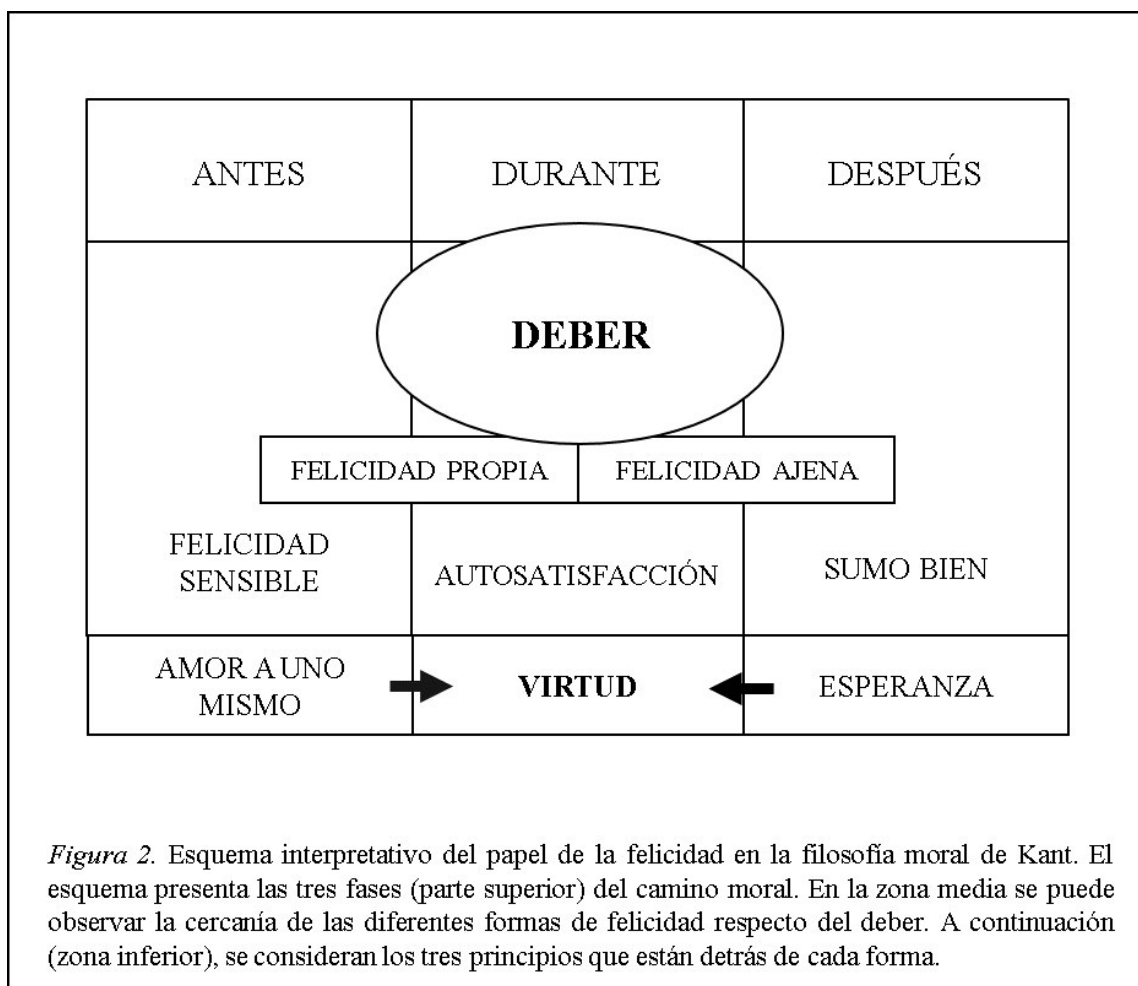 ANTES
DURANTE
DESPUÉS
DEBER
FELICIDAD PROPIA
FELICIDAD AJENA
FELICIDAD
SENSIBLE
AUTOSATISFACCIÓN
SUMO BIEN
AMOR A UNO
MISMO
VIRTUD
ESPERANZA
Figura 2. Esquema interpretativo del papel de la felicidad en la filosofía moral de Kant. El
esquema presenta las tres fases (parte superior) del camino moral. En la zona media se puede
observar la cercanía de las diferentes formas de felicidad respecto del deber. A continuación
(zona inferior), se consideran los tres principios que están detrás de cada forma.